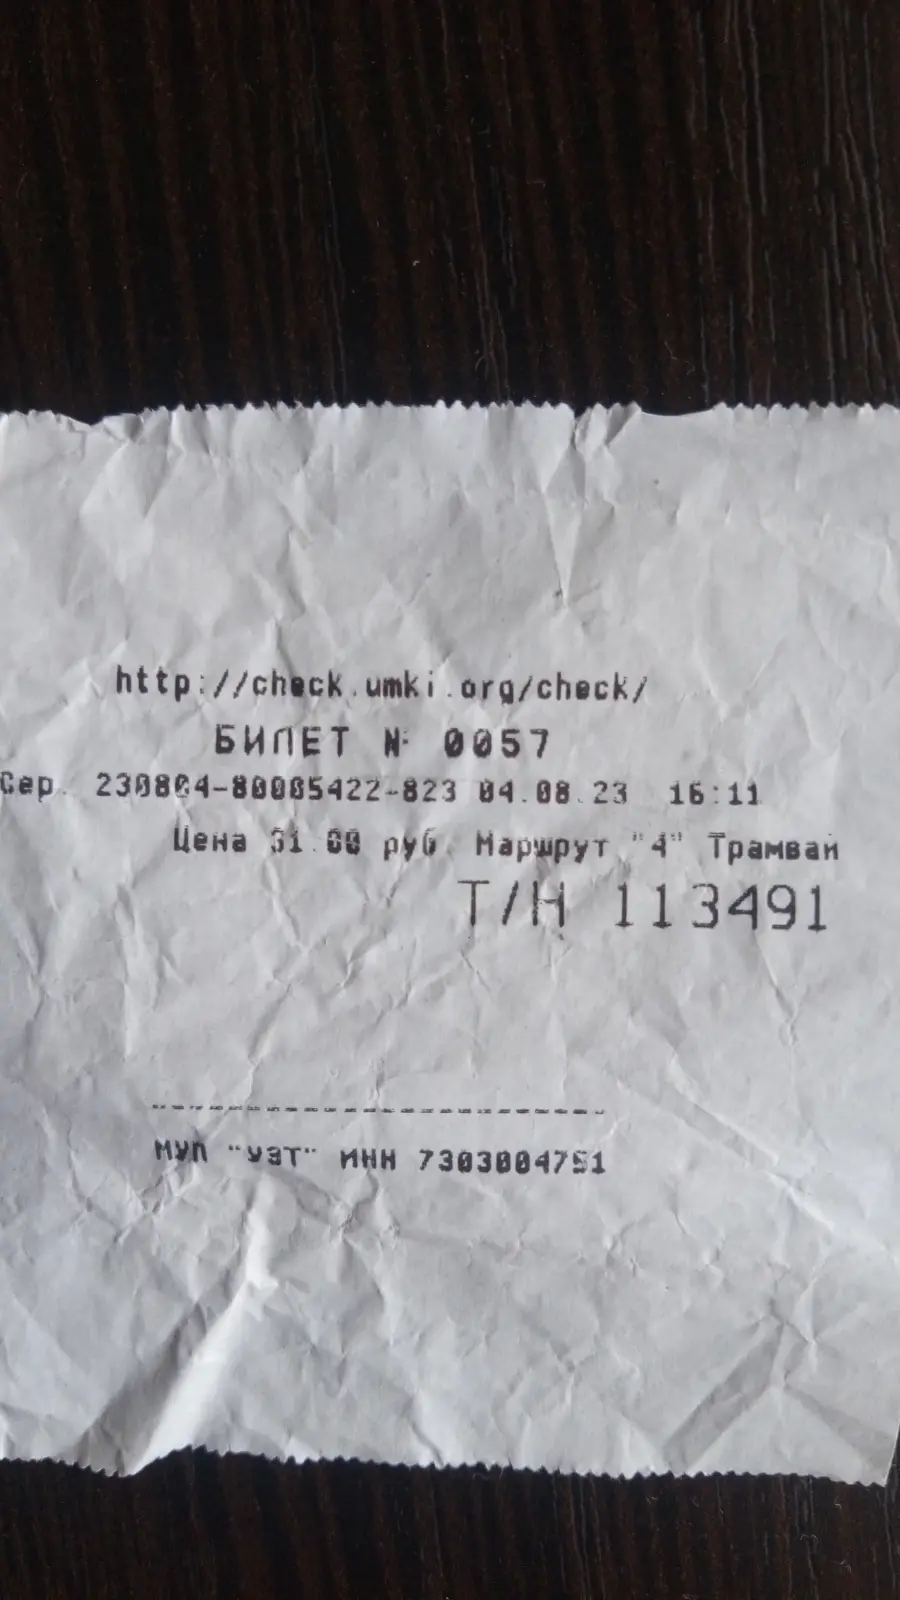 http://check.umki.org/check/
БИЛЕТ № 0057
Сер. 230804-80005422-823 04.08.23 16:11
Цена 31.00 руб. Маршрут "4" Трамвай
Т/Н 113491
МУП "УЭТ" ИНН 7303004751